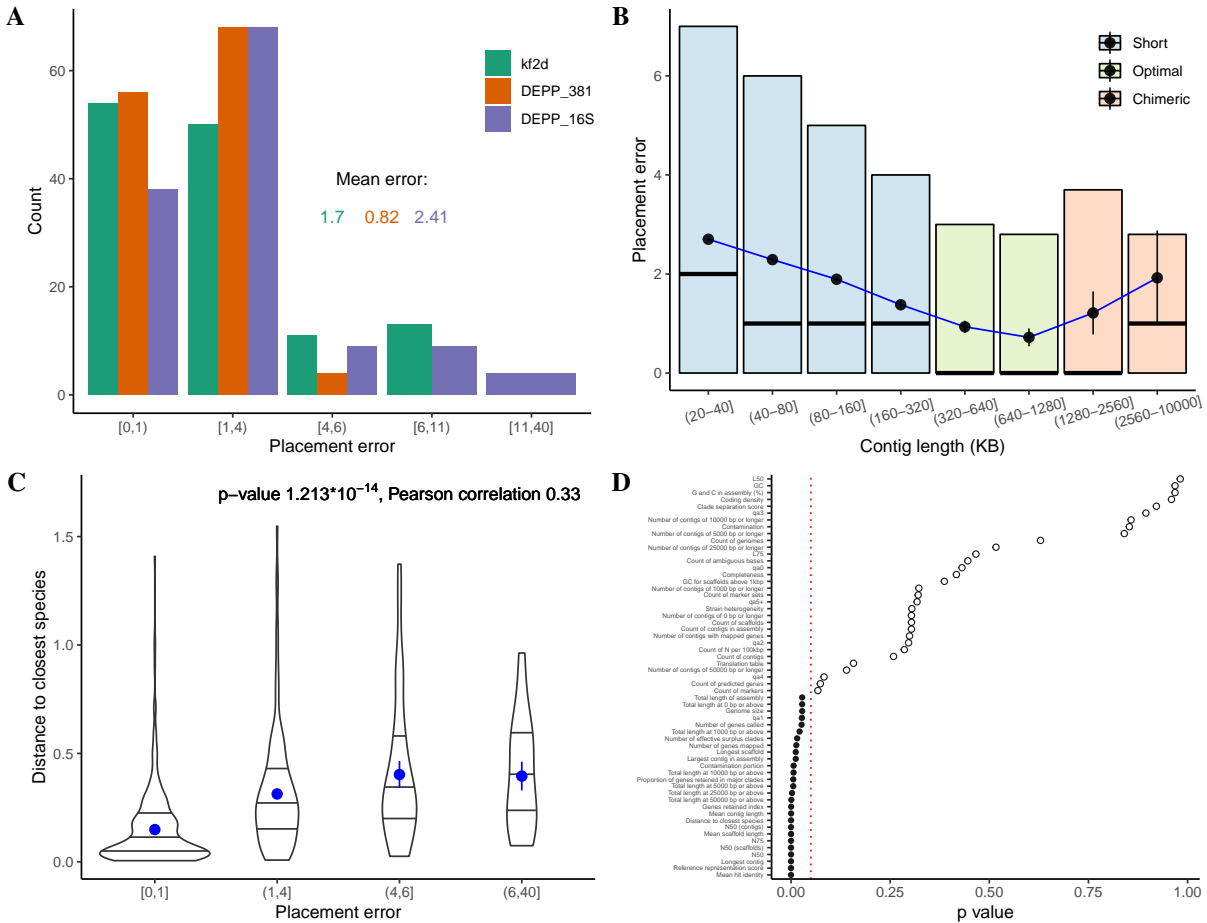 A
60
40
20
0
Count
kf2d
DEPP_381
DEPP_16S
Mean error:
1.7 0.82 2.41
[0,1) [1,4) [4,6) [6,11) [11,40]
Placement error
B
6
4
2
0
Placement error
Short
Optimal
Chimeric
(20−40] (40−80] (80−160] (160−320] (320−640] (640−1280] (1280−2560] (2560−10000]
Contig length (KB)
C
p−value 1.213*10−14, Pearson correlation 0.33
1.5
1.0
0.5
0.0
Distance to closest species
[0,1] (1,4] (4,6] (6,40]
Placement error
D
L50
GC
G and C in assembly (%)
Coding density
Clade separation score
qa3
Number of contigs of 10000 bp or longer
Contamination
Number of contigs of 5000 bp or longer
Count of genomes
Number of contigs of 25000 bp or longer
L75
Count of ambiguous bases
qa0
Completeness
GC for scaffolds above 1kbp
Number of contigs of 1000 bp or longer
Count of marker sets
qa5+
Strain heterogeneity
Number of contigs of 0 bp or longer
Count of scaffolds
Count of contigs in assembly
Number of contigs with mapped genes
qa2
Count of N per 100kbp
Count of contigs
Translation table
Number of contigs of 50000 bp or longer
qa4
Count of predicted genes
Count of markers
Total length of assembly
Total length at 0 bp or above
Genome size
qa1
Number of genes called
Total length at 1000 bp or above
Number of effective surplus clades
Number of genes mapped
Longest scaffold
Largest contig in assembly
Contamination portion
Total length at 10000 bp or above
Proportion of genes retained in major clades
Total length at 5000 bp or above
Total length at 25000 bp or above
Total length at 50000 bp or above
Genes retained index
Mean contig length
Distance to closest species
N50 (contigs)
Mean scaffold length
N75
N50 (scaffolds)
N50
Longest contig
Reference representation score
Mean hit identity
0.00 0.25 0.50 0.75 1.00
p value